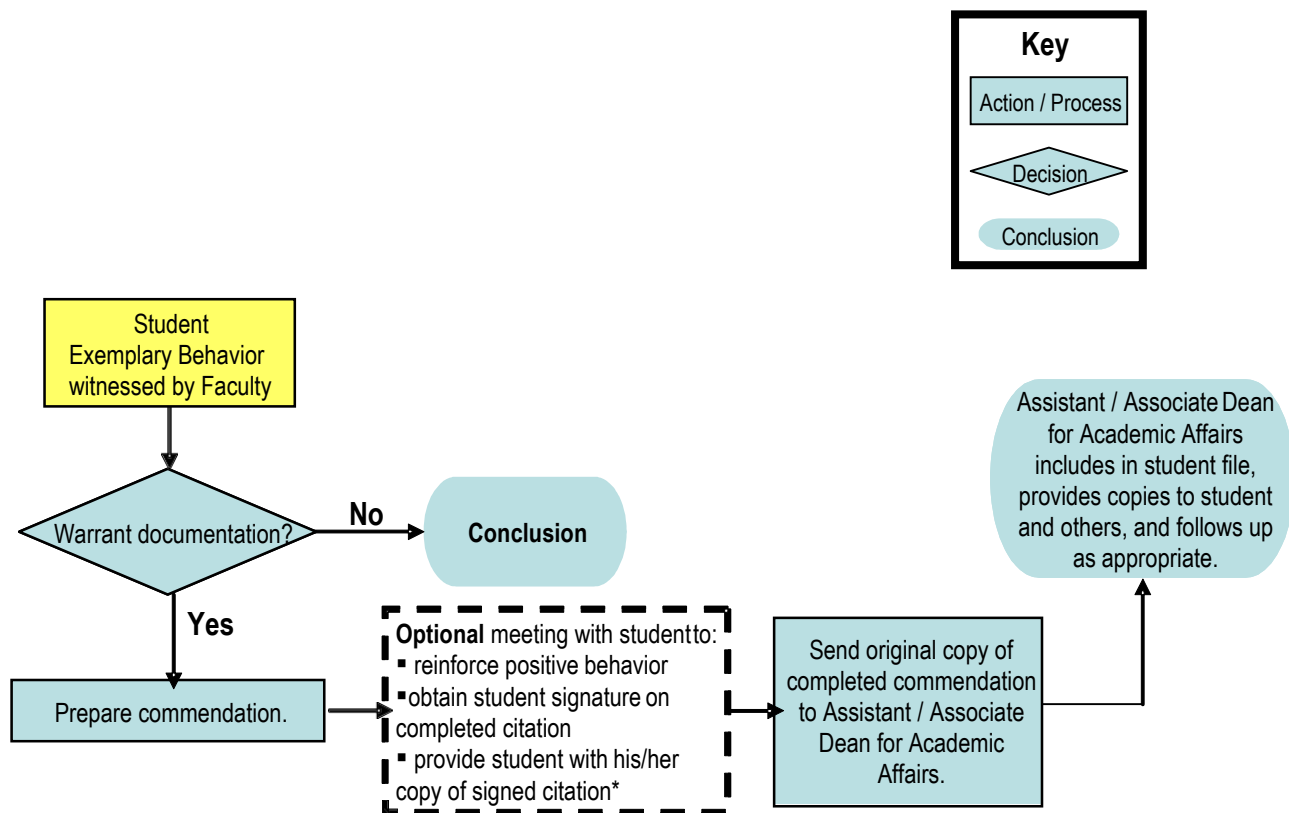 Key
Action / Process
Decision
Conclusion
Student
Exemplary Behavior
witnessed by Faculty
Warrant documentation?
No
Conclusion
Yes
Prepare commendation.
Optional meeting with student to:
▪ reinforce positive behavior
▪obtain student signature on
completed citation
▪ provide student with his/her
copy of signed citation*
Send original copy of
completed commendation
to Assistant / Associate
Dean for Academic
Affairs.
Assistant / Associate Dean
for Academic Affairs
includes in student file,
provides copies to student
and others, and follows up
as appropriate.